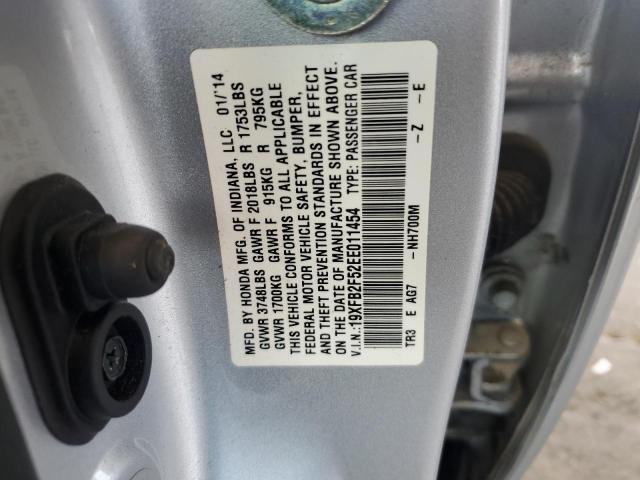 MFD. BY HONDA MFG. OF INDIANA, LLC 01/'14
GVWR 3748LBS GAWR F 2018LBS R 1753LBS
GVWR 1700KG GAWR F 915KG R 795KG
THIS VEHICLE CONFORMS TO ALL APPLICABLE
FEDERAL MOTOR VEHICLE SAFETY, BUMPER,
AND THEFT PREVENTION STANDARDS IN EFFECT
ON THE DATE OF MANUFACTURE SHOWN ABOVE.
V.I.N.:19XFB2F52EE011454 TYPE: PASSENGER CAR
TR3 E AG7 -NH700M -Z -E